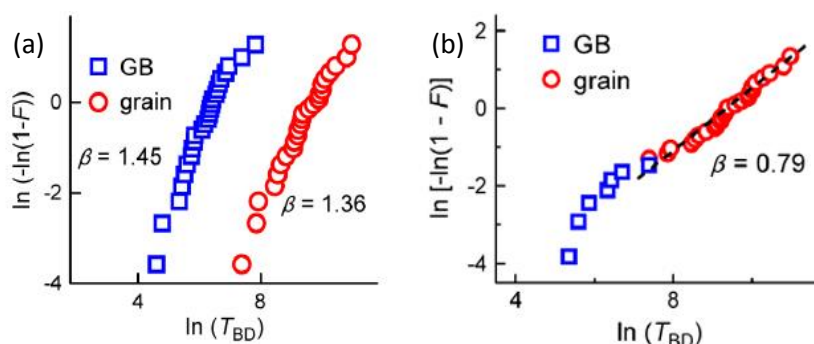 (a)
ln (-ln(1-F))
0
-2
-4
GB
grain
β = 1.45
β = 1.36
4
8
ln (T_BD)
(b)
ln [-ln(1 - F)]
2
0
-2
-4
GB
grain
β = 0.79
4
8
ln (T_BD)